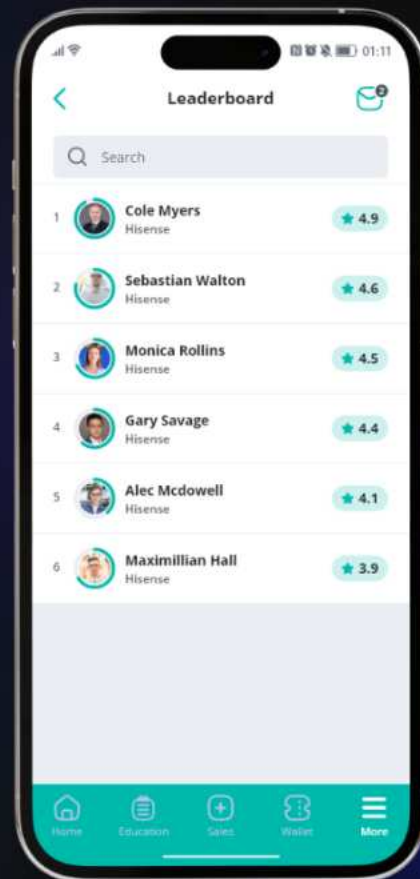 01:11
Leaderboard
2
Search
1
Cole Myers
4.9
Hisense
2
Sebastian Walton
4.6
Hisense
3
Monica Rollins
4.5
Hisense
4
Gary Savage
4.4
Hisense
5
Alec Mcdowell
4.1
Hisense
6
Maximillian Hall
3.9
Hisense
Home Education Sales Wallet More